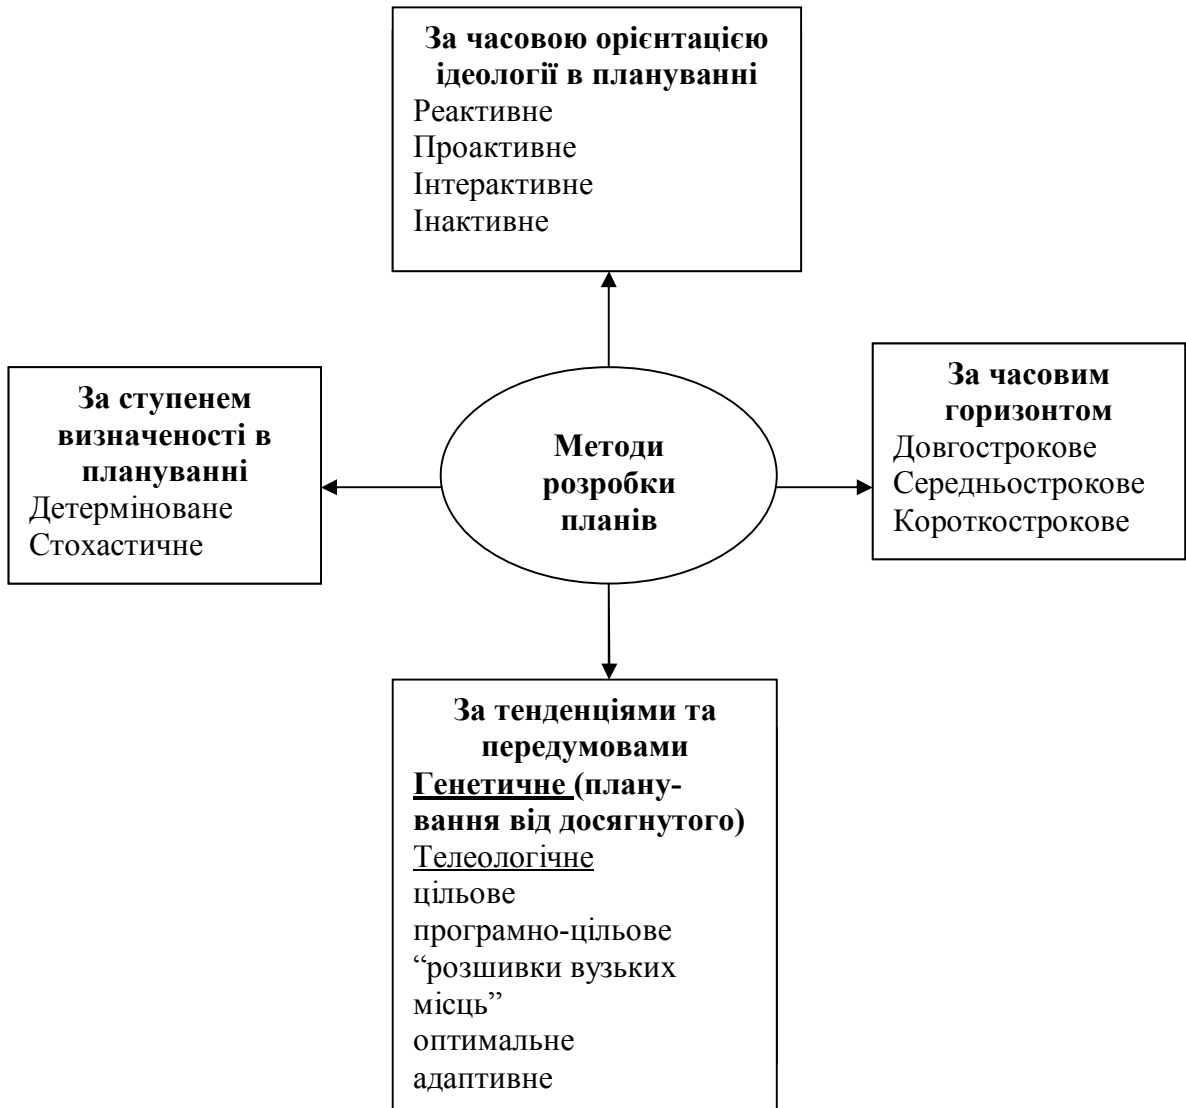 За часовою орієнтацією
ідеології в плануванні
Реактивне
Проактивне
Інтерактивне
Інактивне
За ступенем
визначеності в
плануванні
Детерміноване
Стохастичне
Методи
розробки
планів
За часовим
горизонтом
Довгострокове
Середньострокове
Короткострокове
За тенденціями та
передумовами
Генетичне (плану-
вання від досягнутого)
Телеологічне
цільове
програмно-цільове
“розшивки вузьких
місць”
оптимальне
адаптивне